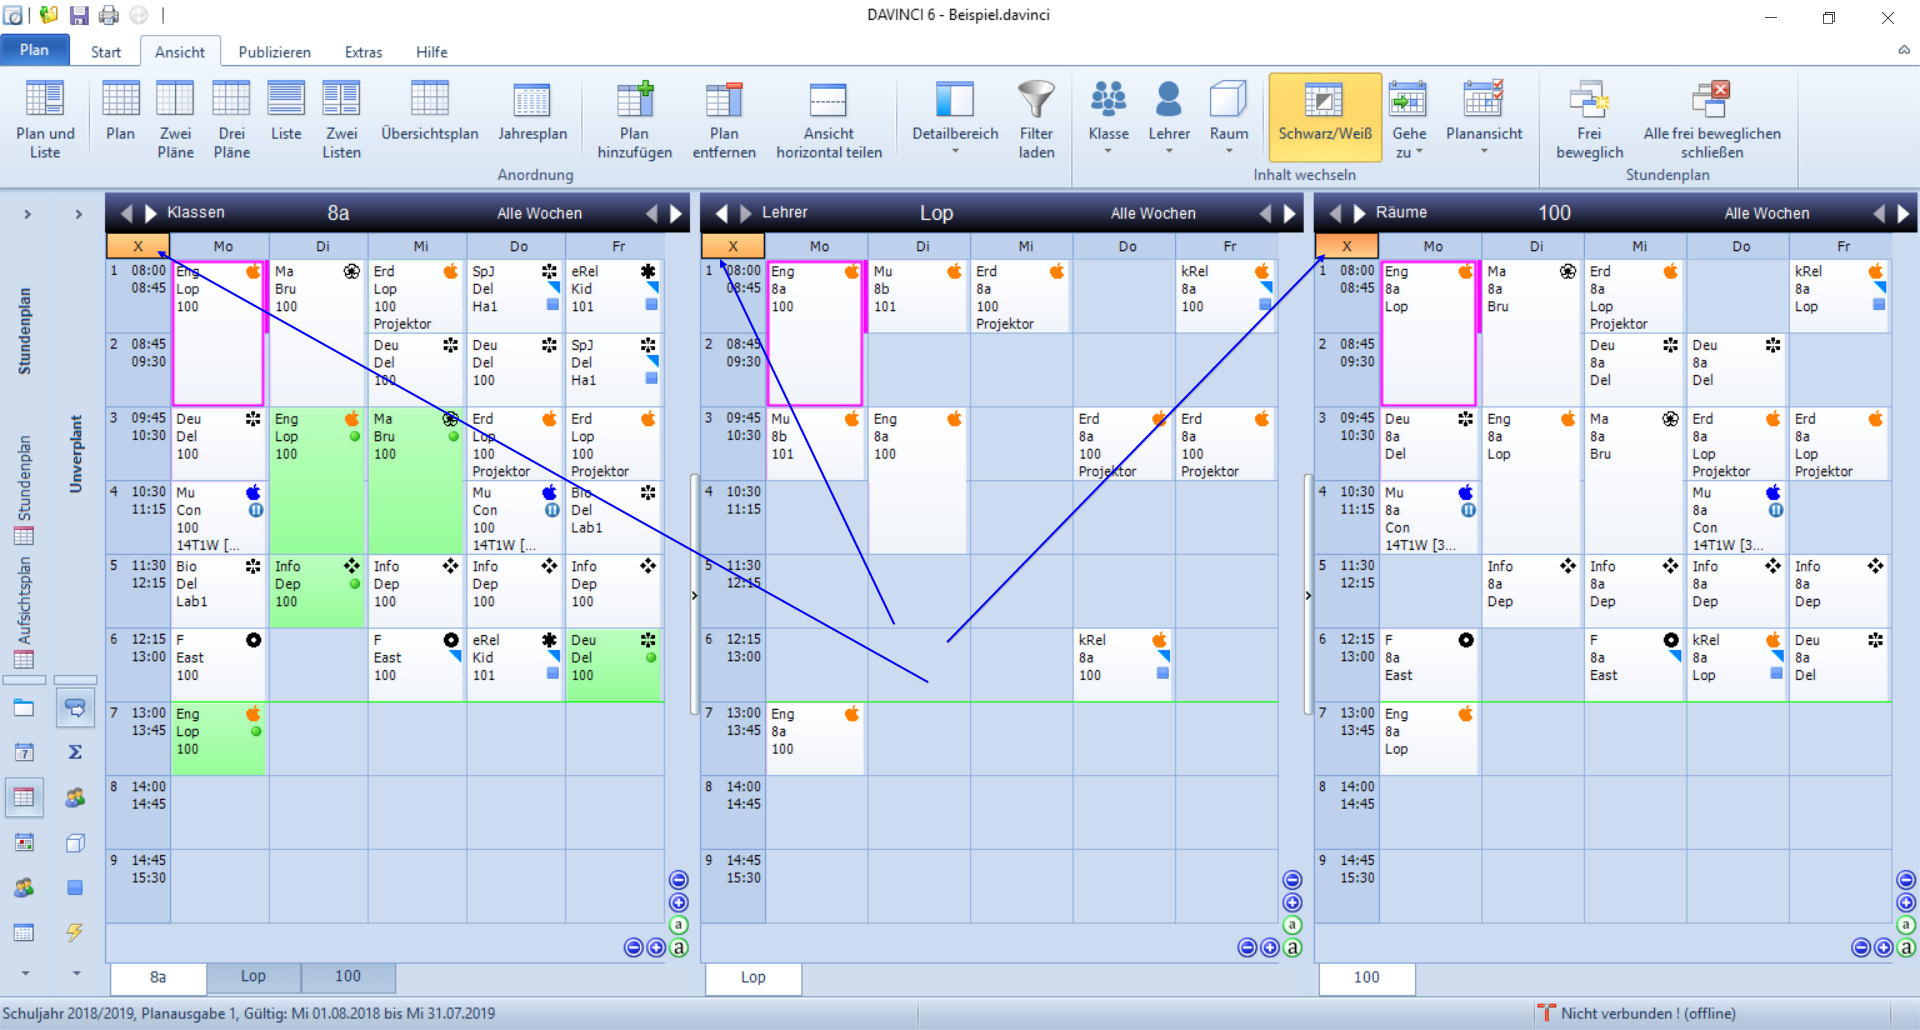 DAVINCI 6 - Beispiel.davinci
Plan Start Ansicht Publizieren Extras Hilfe
Plan und Liste
Plan
Zwei Pläne
Drei Pläne
Liste
Zwei Listen
Übersichtsplan
Jahresplan
Plan hinzufügen
Plan entfernen
Ansicht horizontal teilen
Detailbereich
Filter laden
Klasse
Lehrer
Raum
Schwarz/Weiß
Gehe zu
Planansicht
Frei beweglich
Alle frei beweglichen schließen
Anordnung
Inhalt wechseln
Stundenplan
Stundenplan
Stundenplan
Aufsichtsplan
Unverplant
Klassen 8a Alle Wochen
X Mo Di Mi Do Fr
1 08:00 08:45
Eng Lop 100
Ma Bru 100
Erd Lop 100 Projektor
SpJ Del Ha1
eRel Kid 101
2 08:45 09:30
Deu Del 100
Deu Del 100
SpJ Del Ha1
3 09:45 10:30
Deu Del 100
Eng Lop 100
Ma Bru 100
Erd Lop 100 Projektor
Erd Lop 100 Projektor
4 10:30 11:15
Mu Con 100 14T1W [...
Mu Con 100 14T1W [...
Bio Del Lab1
5 11:30 12:15
Bio Del Lab1
Info Dep 100
Info Dep 100
Info Dep 100
Info Dep 100
6 12:15 13:00
F East 100
F East 100
eRel Kid 101
Deu Del 100
7 13:00 13:45
Eng Lop 100
8 14:00 14:45
9 14:45 15:30
a
a
8a Lop 100
Lehrer Lop Alle Wochen
X Mo Di Mi Do Fr
1 08:00 08:45
Eng 8a 100
Mu 8b 101
Erd 8a 100 Projektor
kRel 8a 100
2 08:45 09:30
3 09:45 10:30
Mu 8b 101
Eng 8a 100
Erd 8a 100 Projektor
Erd 8a 100 Projektor
4 10:30 11:15
5 11:30 12:15
6 12:15 13:00
kRel 8a 100
7 13:00 13:45
Eng 8a 100
8 14:00 14:45
9 14:45 15:30
a
a
Lop
Räume 100 Alle Wochen
X Mo Di Mi Do Fr
1 08:00 08:45
Eng 8a Lop
Ma 8a Bru
Erd 8a Lop Projektor
kRel 8a Lop
2 08:45 09:30
Deu 8a Del
Deu 8a Del
3 09:45 10:30
Deu 8a Del
Eng 8a Lop
Ma 8a Bru
Erd 8a Lop Projektor
Erd 8a Lop Projektor
4 10:30 11:15
Mu 8a Con 14T1W [3...
Mu 8a Con 14T1W [3...
5 11:30 12:15
Info 8a Dep
Info 8a Dep
Info 8a Dep
Info 8a Dep
6 12:15 13:00
F 8a East
F 8a East
kRel 8a Lop
Deu 8a Del
7 13:00 13:45
Eng 8a Lop
8 14:00 14:45
9 14:45 15:30
a
a
100
Schuljahr 2018/2019, Planausgabe 1, Gültig: Mi 01.08.2018 bis Mi 31.07.2019
Nicht verbunden ! (offline)